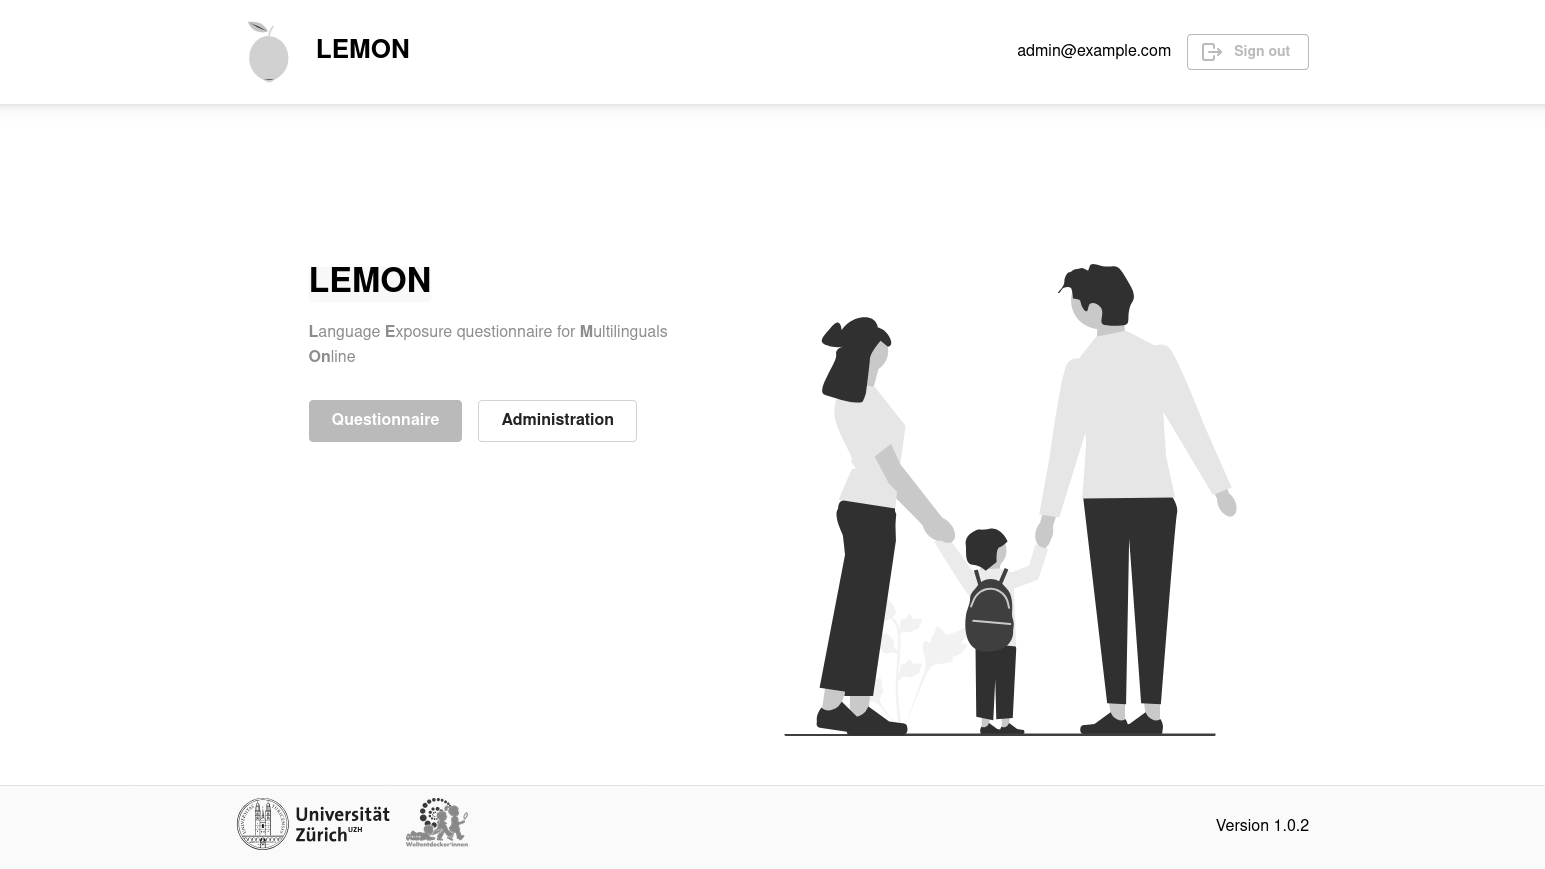 LEMON
admin@example.com
Sign out
LEMON
Language Exposure questionnaire for Multilinguals
Online
Questionnaire
Administration
Universität
Zürich UZH
Weltentdecker*innen
Version 1.0.2